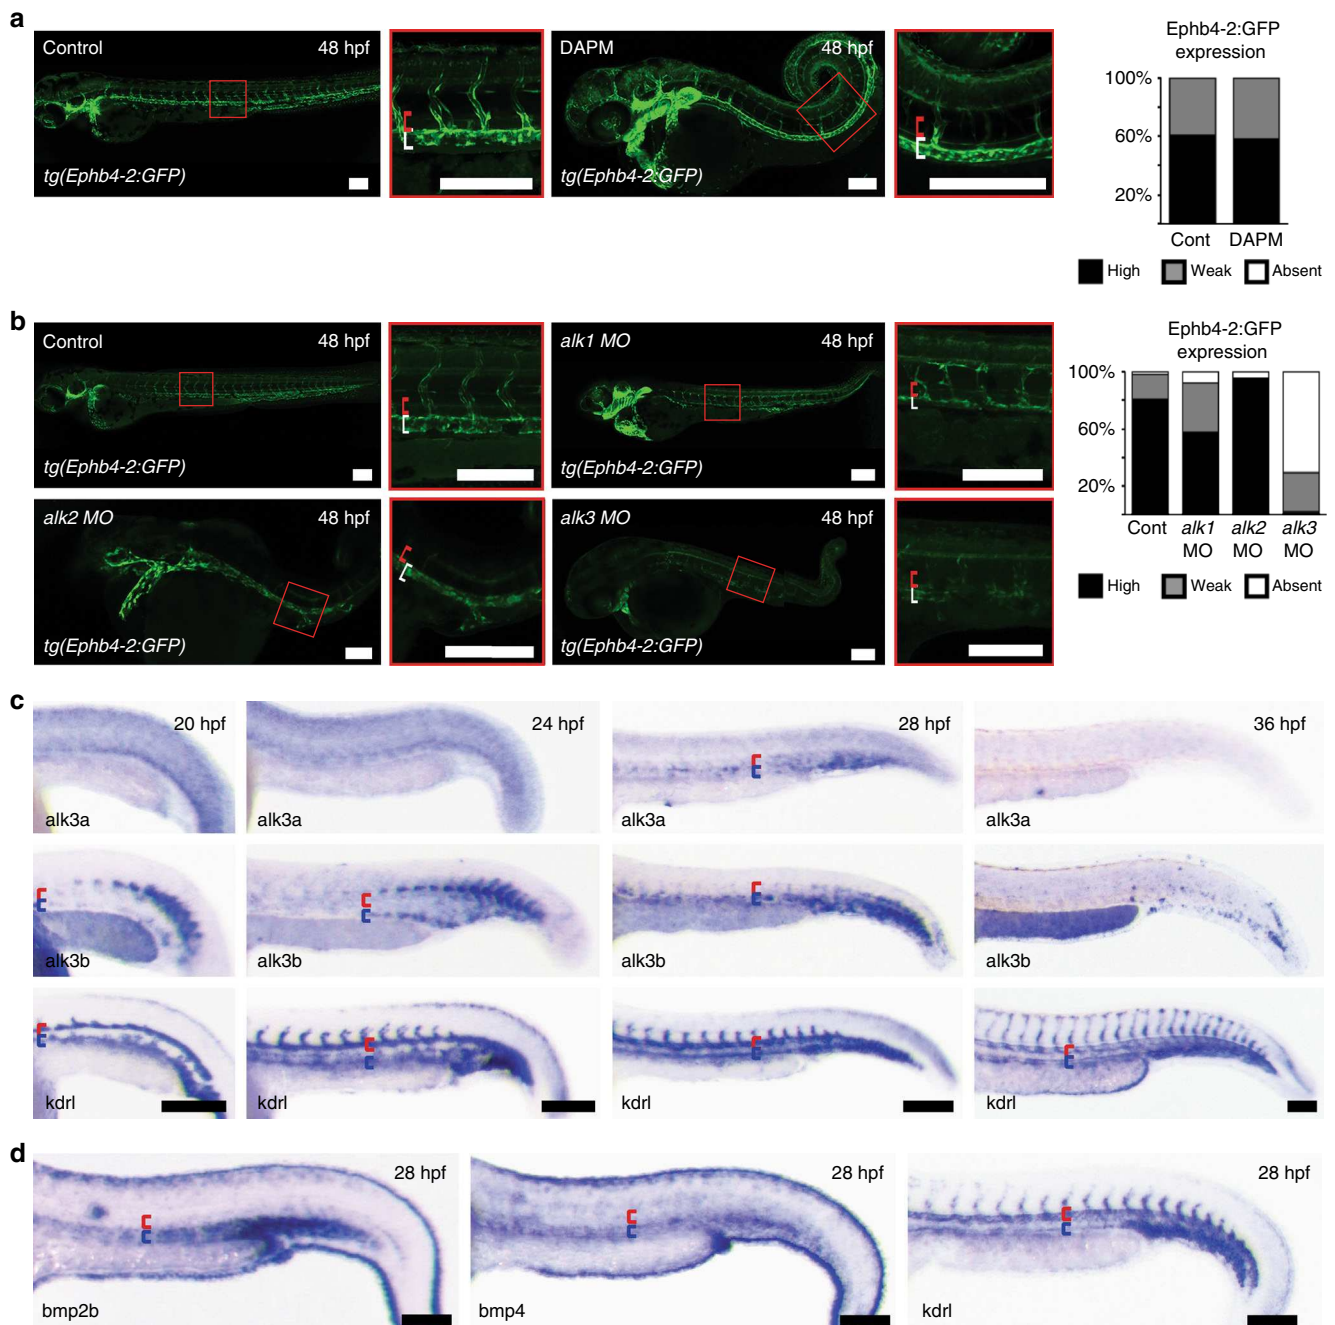 a
Control 48 hpf
tg(Ephb4-2:GFP)
DAPM 48 hpf
tg(Ephb4-2:GFP)
Ephb4-2:GFP
expression
100%
60%
20%
Cont DAPM
High Weak Absent
b
Control 48 hpf
tg(Ephb4-2:GFP)
alk1 MO 48 hpf
tg(Ephb4-2:GFP)
alk2 MO 48 hpf
tg(Ephb4-2:GFP)
alk3 MO 48 hpf
tg(Ephb4-2:GFP)
Ephb4-2:GFP
expression
100%
60%
20%
Cont alk1 alk2 alk3
MO MO MO
High Weak Absent
c
20 hpf
alk3a
24 hpf
alk3a
28 hpf
alk3a
36 hpf
alk3a
alk3b
alk3b
alk3b
alk3b
kdrl
kdrl
kdrl
kdrl
d
28 hpf
bmp2b
28 hpf
bmp4
28 hpf
kdrl